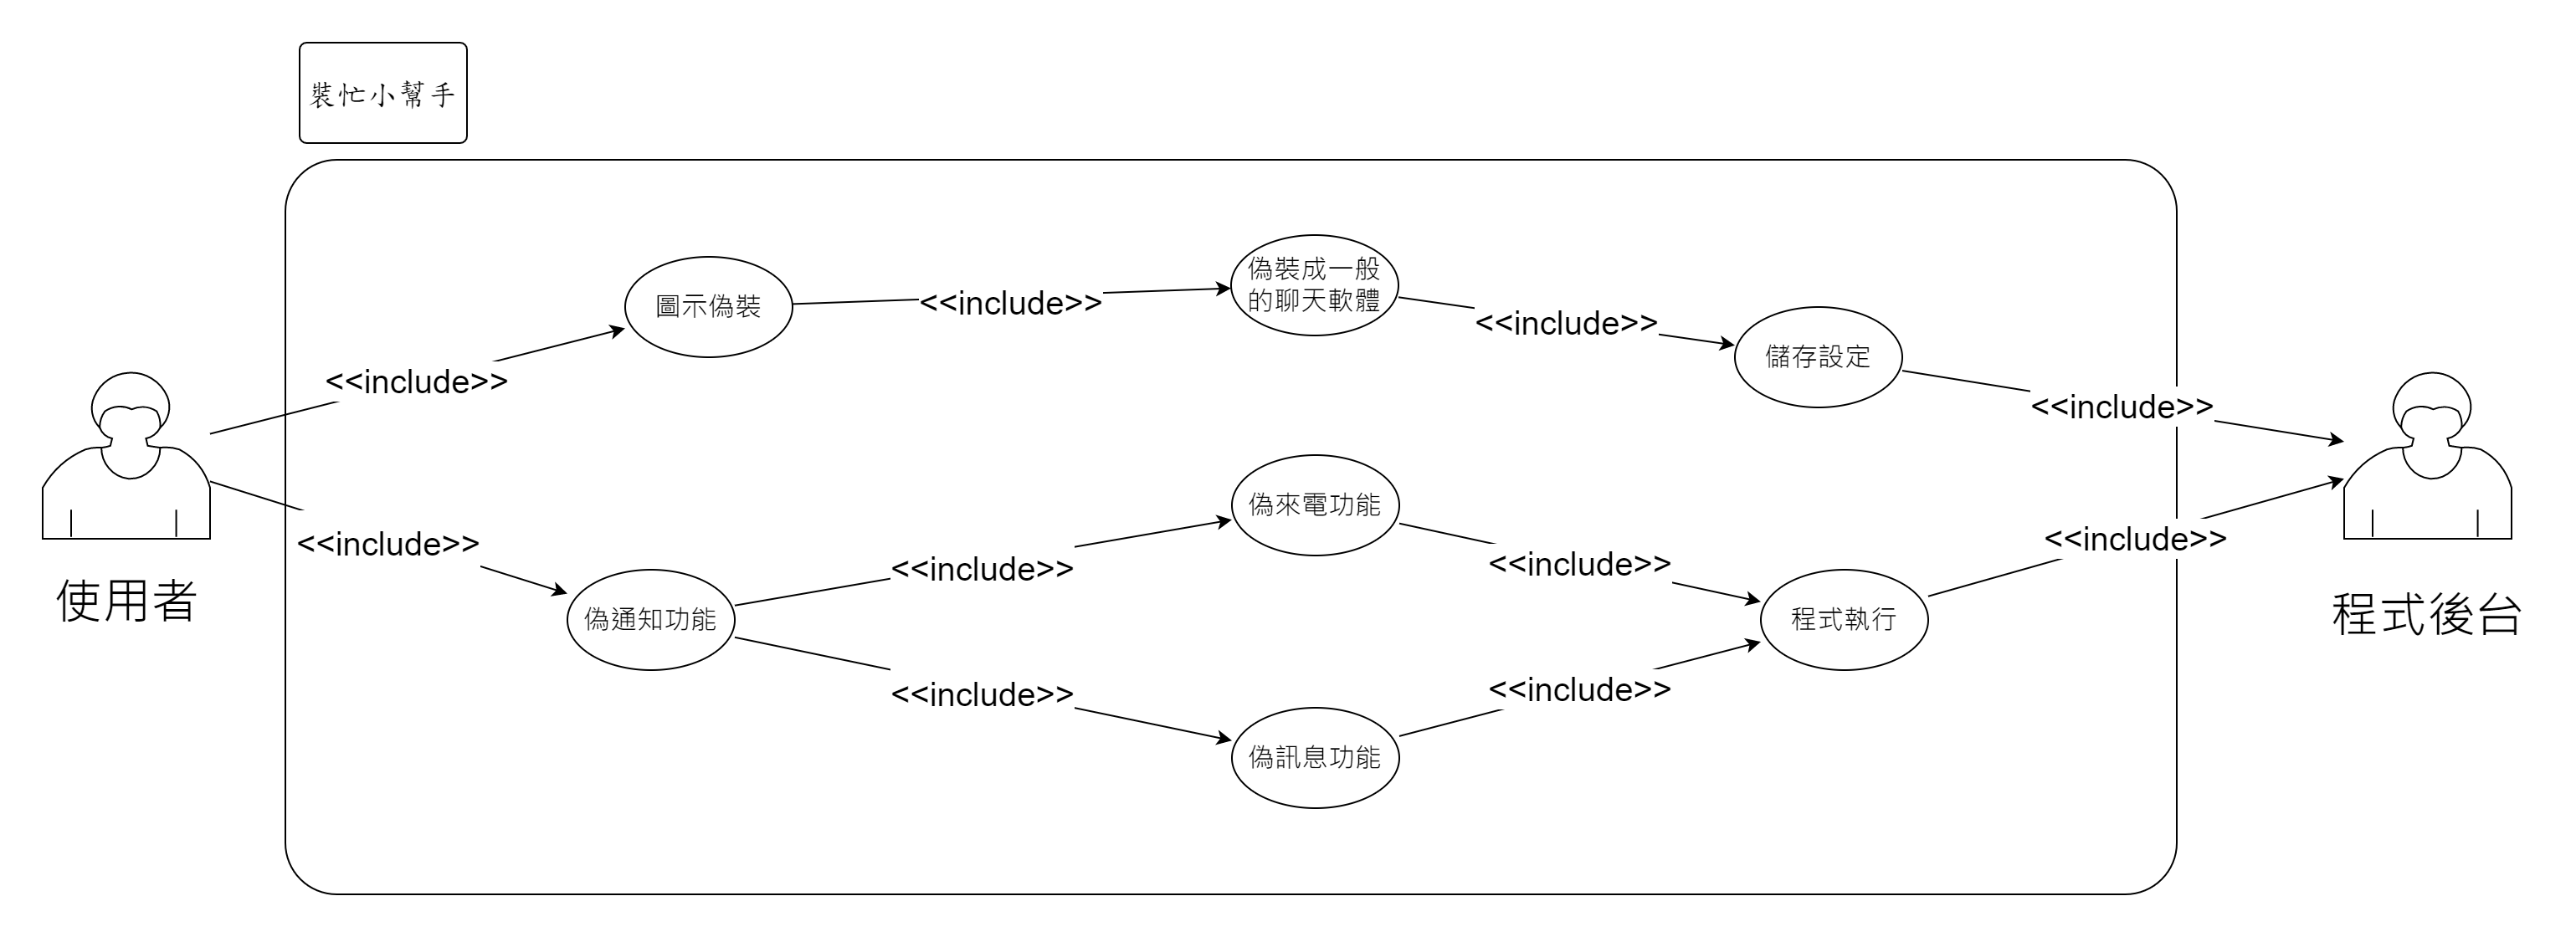 裝忙小幫手
圖示偽裝
<<include>>
偽裝成一般
的聊天軟體
<<include>>
儲存設定
<<include>>
<<include>>
使用者
<<include>>
偽通知功能
<<include>>
偽來電功能
<<include>>
程式執行
<<include>>
程式後台
<<include>>
偽訊息功能
<<include>>